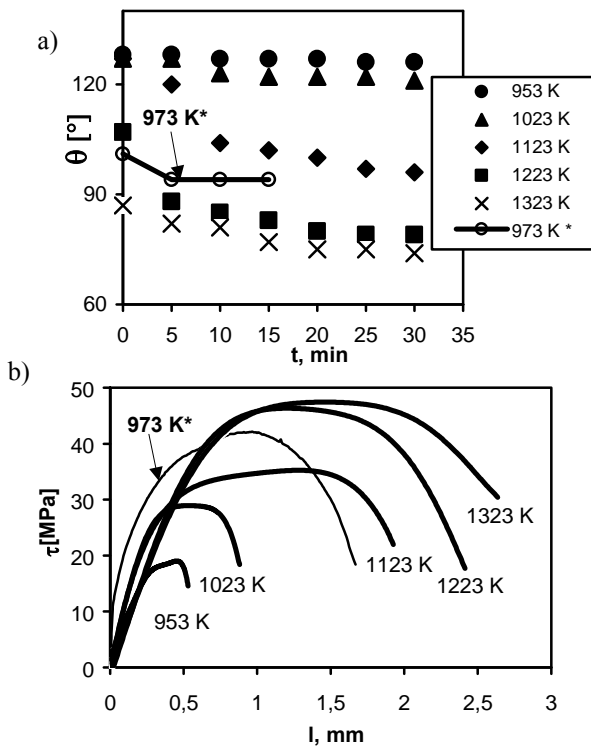 a)
θ [°]
120
90
60
973 K*
0 5 10 15 20 25 30 35
t, min
953 K
1023 K
1123 K
1223 K
1323 K
973 K *
b)
τ[MPa]
50
40
30
20
10
0
973 K*
953 K
1023 K
1123 K
1223 K
1323 K
0 0,5 1 1,5 2 2,5 3
l, mm